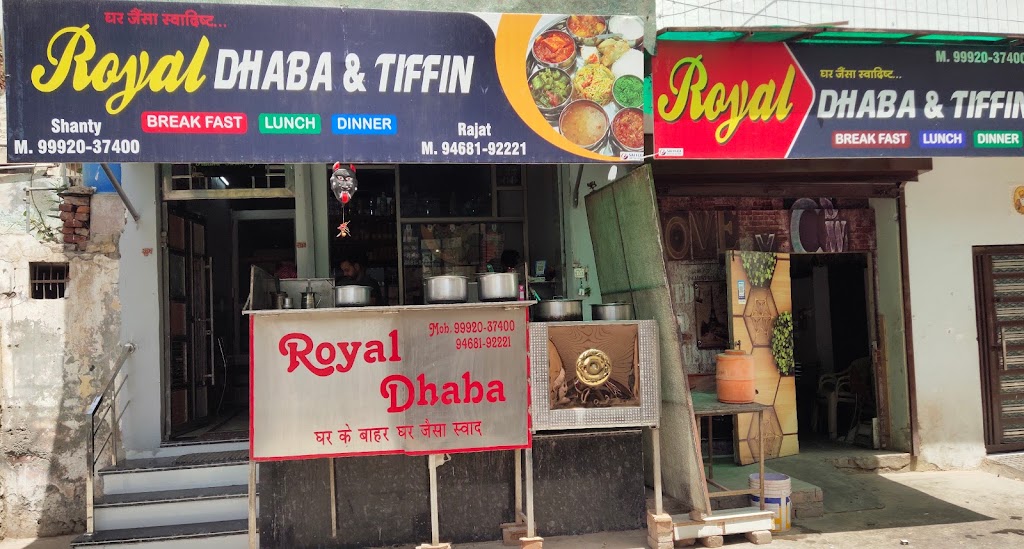 घर जैंसा स्वादिष्ट...
Royal DHABA & TIFFIN
BREAK FAST LUNCH DINNER
Shanty
M. 99920-37400
Rajat
M. 94681-92221
M. 99920-37400
घर जैंसा स्वादिष्ट...
Royal DHABA & TIFFIN
BREAK FAST LUNCH DINNER
Royal
Dhaba
Moh. 99920-37400
94681-92221
घर के बाहर घर जैसा स्वाद